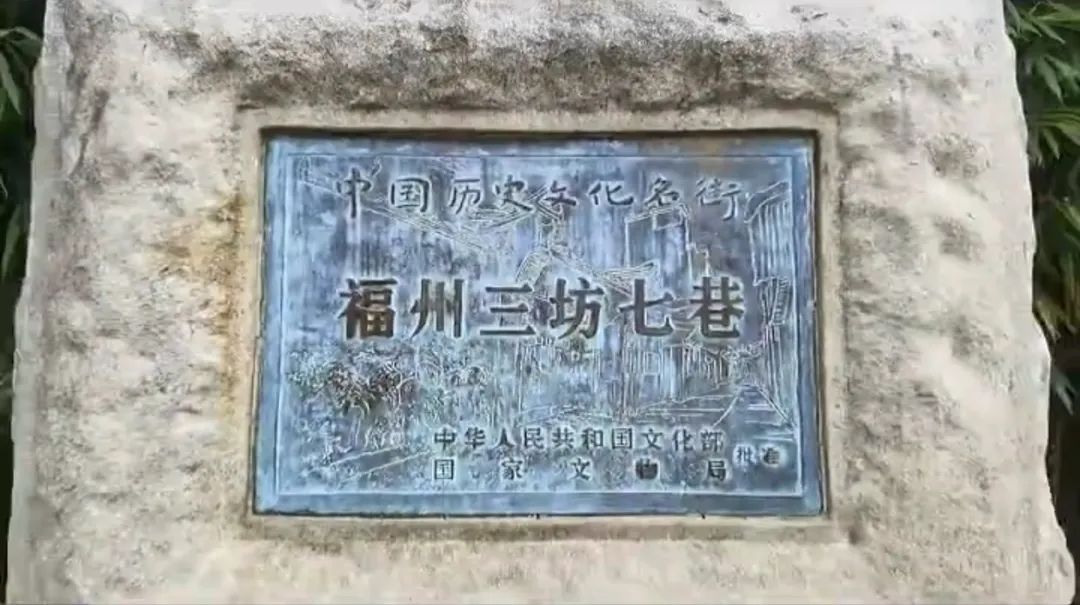 中国历史文化名街
福州三坊七巷
中华人民共和国文化部
国家文物局
批准